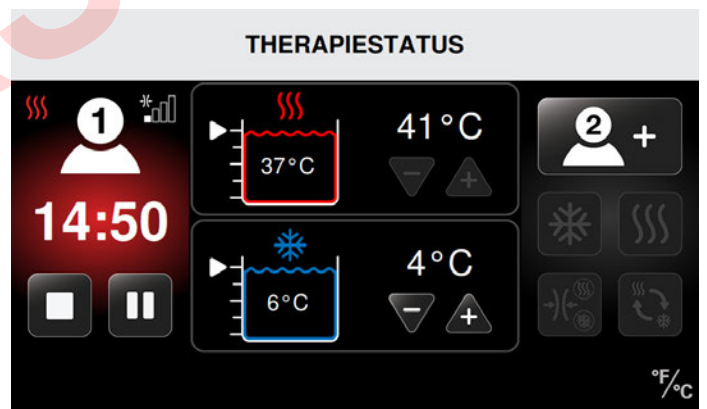 THERAPIESTATUS
1
14:50
41°C
37°C
4°C
6°C
2 +
°F/°C